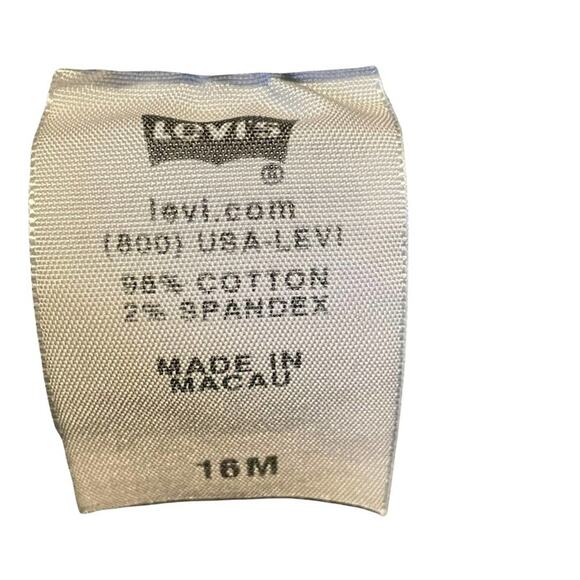 LEVI'S
®
levi.com
(800) USA-LEVI
98% COTTON
2% SPANDEX
MADE IN
MACAU
16M